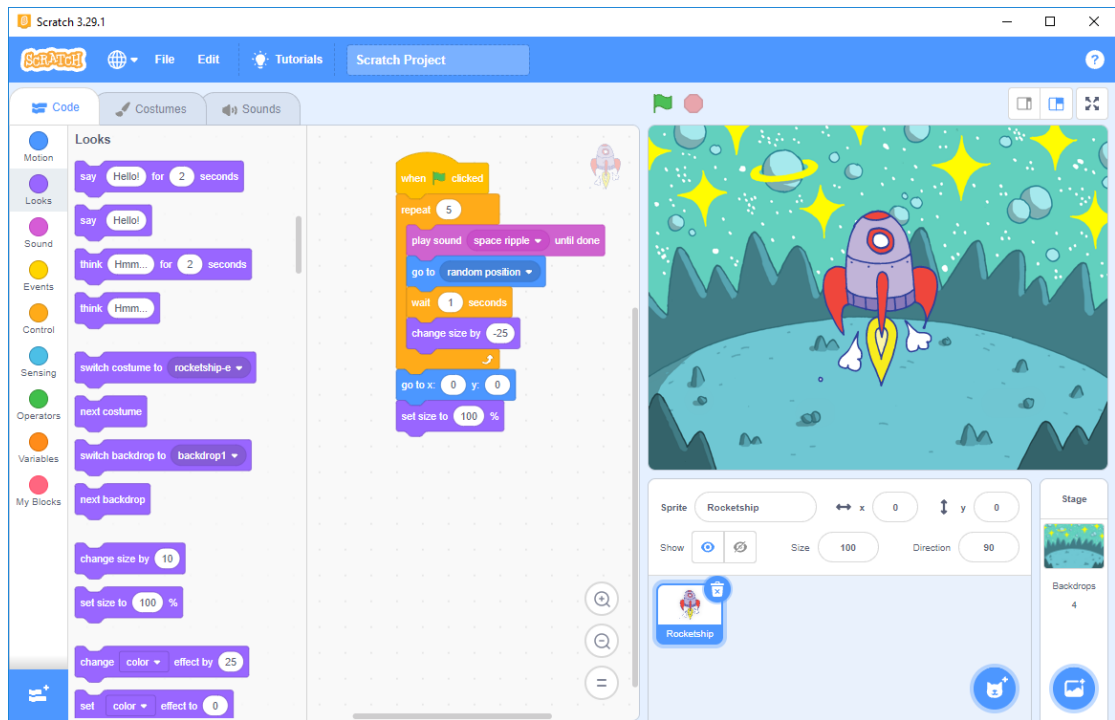 Scratch 3.29.1
SCRATCH File Edit Tutorials Scratch Project ?
Code Costumes Sounds
Motion
Looks
Sound
Events
Control
Sensing
Operators
Variables
My Blocks
Looks
say Hello! for 2 seconds
say Hello!
think Hmm... for 2 seconds
think Hmm...
switch costume to rocketship-e
next costume
switch backdrop to backdrop1
next backdrop
change size by 10
set size to 100 %
change color effect by 25
set color effect to 0
when clicked
repeat 5
play sound space ripple until done
go to random position
wait 1 seconds
change size by -25
go to x: 0 y: 0
set size to 100 %
Sprite Rocketship x 0 y 0
Show Size 100 Direction 90
Rocketship
Stage
Backdrops
4